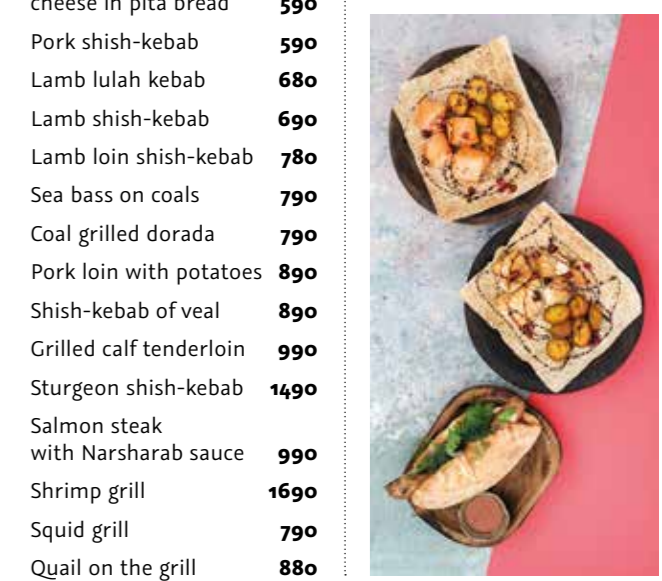 cheese in pita bread 590
Pork shish-kebab 590
Lamb lulah kebab 680
Lamb shish-kebab 690
Lamb loin shish-kebab 780
Sea bass on coals 790
Coal grilled dorada 790
Pork loin with potatoes 890
Shish-kebab of veal 890
Grilled calf tenderloin 990
Sturgeon shish-kebab 1490
Salmon steak
with Narsharab sauce 990
Shrimp grill 1690
Squid grill 790
Quail on the grill 880